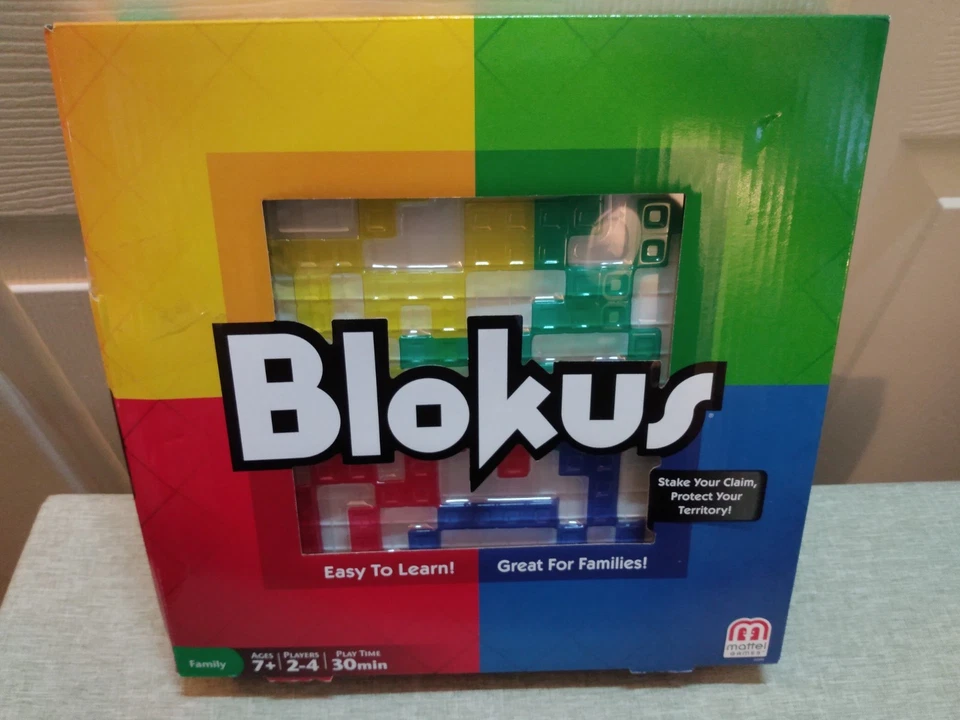 Blokus
Stake Your Claim,
Protect Your
Territory!
Easy To Learn!
Great For Families!
Family
AGES
7+
PLAYERS
2-4
PLAY TIME
30min
mattel
GAMES